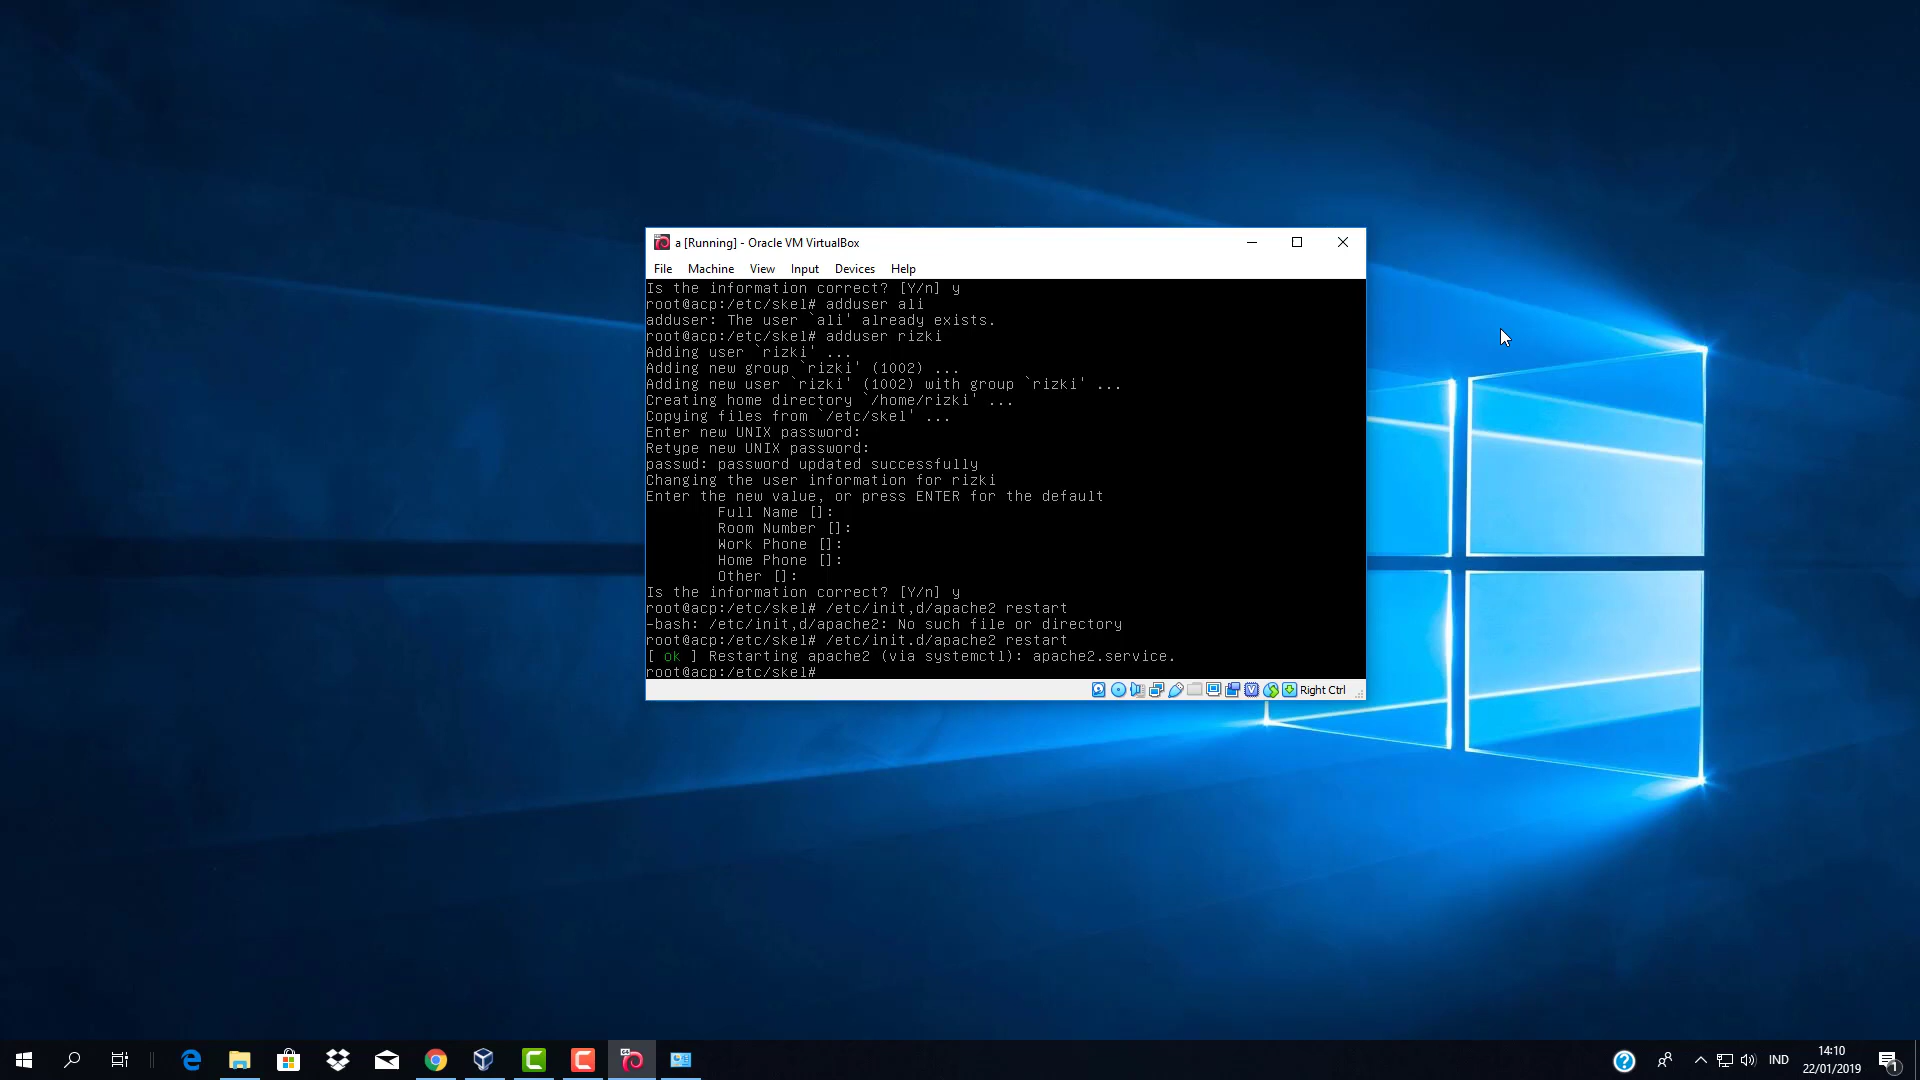 a [Running] - Oracle VM VirtualBox
File Machine View Input Devices Help
Is the information correct? [Y/n] y
root@acp:/etc/skel# adduser ali
adduser: The user `ali' already exists.
root@acp:/etc/skel# adduser rizki
Adding user `rizki' ...
Adding new group `rizki' (1002) ...
Adding new user `rizki' (1002) with group `rizki' ...
Creating home directory `/home/rizki' ...
Copying files from `/etc/skel' ...
Enter new UNIX password:
Retype new UNIX password:
passwd: password updated successfully
Changing the user information for rizki
Enter the new value, or press ENTER for the default
Full Name []:
Room Number []:
Work Phone []:
Home Phone []:
Other []:
Is the information correct? [Y/n] y
root@acp:/etc/skel# /etc/init,d/apache2 restart
-bash: /etc/init,d/apache2: No such file or directory
root@acp:/etc/skel# /etc/init.d/apache2 restart
[ ok ] Restarting apache2 (via systemctl): apache2.service.
root@acp:/etc/skel#
Right Ctrl
IND
14:10
22/01/2019
1